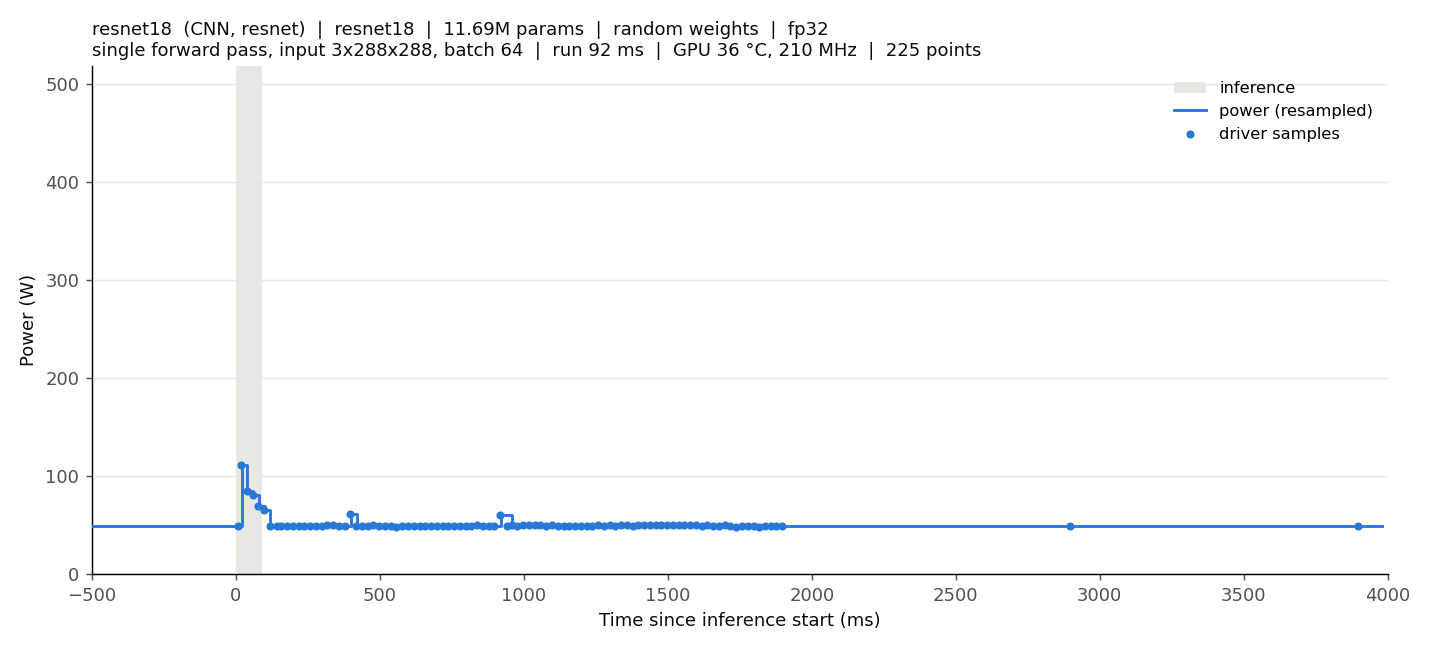 resnet18  (CNN, resnet)  |  resnet18  |  11.69M params  |  random weights  |  fp32
single forward pass, input 3x288x288, batch 64  |  run 92 ms  |  GPU 36 °C, 210 MHz  |  225 points
inference
power (resampled)
driver samples
Power (W)
500
400
300
200
100
0
−500 0 500 1000 1500 2000 2500 3000 3500 4000
Time since inference start (ms)